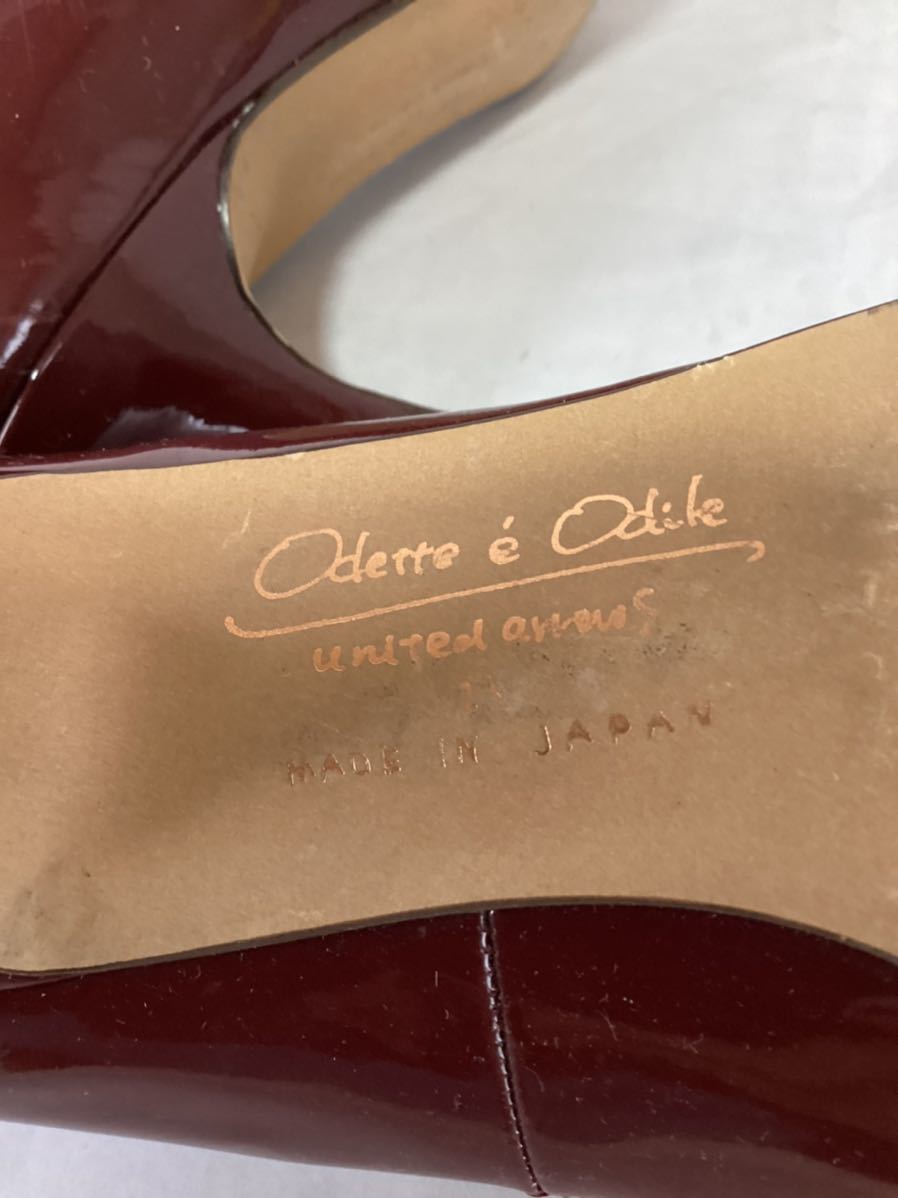 Odette é Odile
united arrows
MADE IN JAPAN